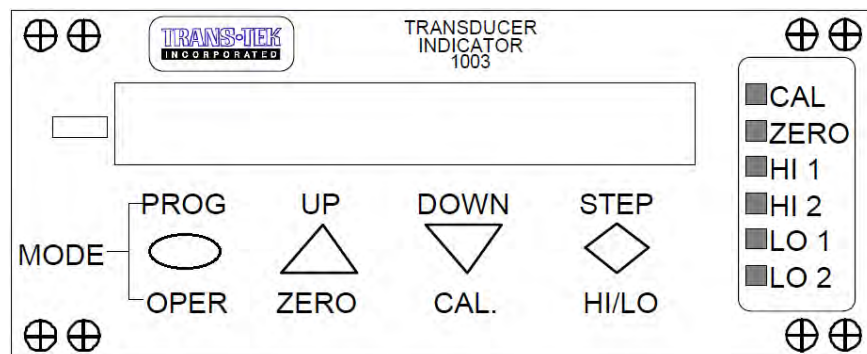 TRANS-TEK
INCORPORATED
TRANSDUCER
INDICATOR
1003
CAL
ZERO
HI 1
HI 2
LO 1
LO 2
PROG UP DOWN STEP
MODE
OPER ZERO CAL. HI/LO